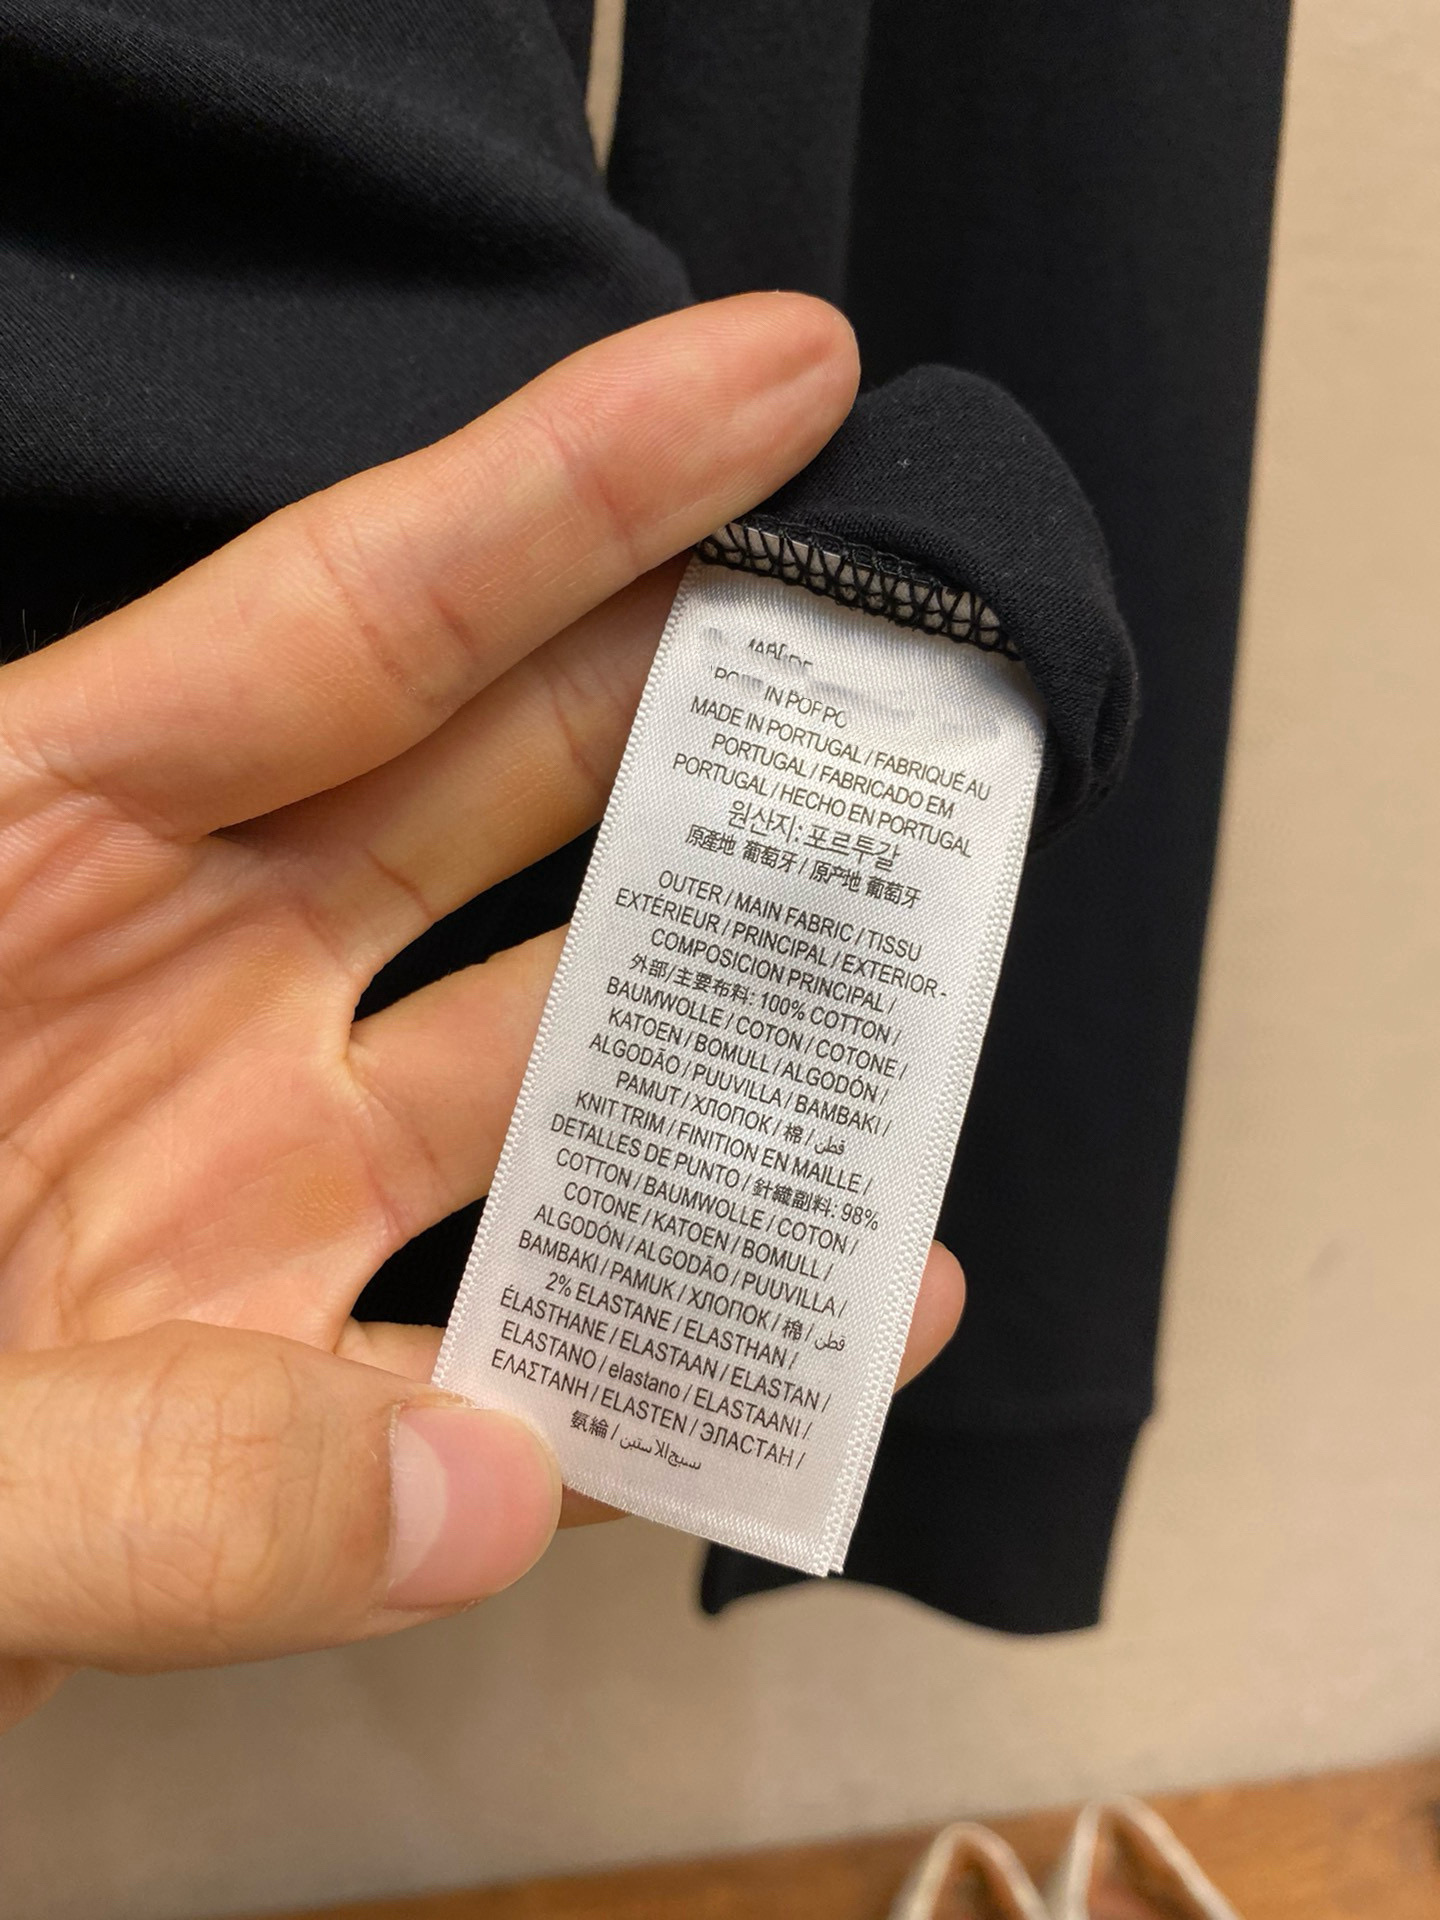 MADE IN PORTUGAL / FABRIQUÉ AU
PORTUGAL / FABRICADO EM
PORTUGAL / HECHO EN PORTUGAL
원산지: 포르투갈
原產地 葡萄牙 / 原产地 葡萄牙
OUTER / MAIN FABRIC / TISSU
EXTÉRIEUR / PRINCIPAL / EXTERIOR -
COMPOSICION PRINCIPAL /
外部/主要布料: 100% COTTON /
BAUMWOLLE / COTON / COTONE /
KATOEN / BOMULL / ALGODÓN /
ALGODÃO / PUUVILLA / BAMBAKI /
PAMUT / ХЛОПОК / 棉 / قطن
KNIT TRIM / FINITION EN MAILLE /
DETALLES DE PUNTO / 針織副料: 98%
COTTON / BAUMWOLLE / COTON /
COTONE / KATOEN / BOMULL /
ALGODÓN / ALGODÃO / PUUVILLA /
BAMBAKI / PAMUK / ХЛОПОК / 棉 / قطن
2% ELASTANE / ELASTHAN /
ÉLASTHANE / ELASTAAN / ELASTAN /
ELASTANO / elastano / ELASTAANI /
ΕΛΑΣΤΑΝΗ / ELASTEN / ЭЛАСТАН /
氨綸 /